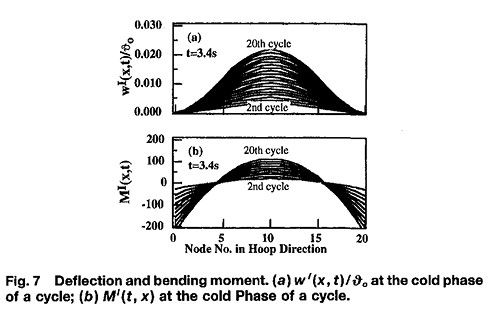 0.030
(a)
20th cycle
t=3.4s
0.020
w^I(x,t)/ϑ_o
0.010
2nd cycle
0.000
200
(b)
20th cycle
t=3.4s
100
M^I(x,t)
0
2nd cycle
-100
-200
0 5 10 15 20
Node No. in Hoop Direction
Fig. 7 Deflection and bending moment. (a) w^I(x, t)/ϑ_o at the cold phase
of a cycle; (b) M^I(t, x) at the cold Phase of a cycle.